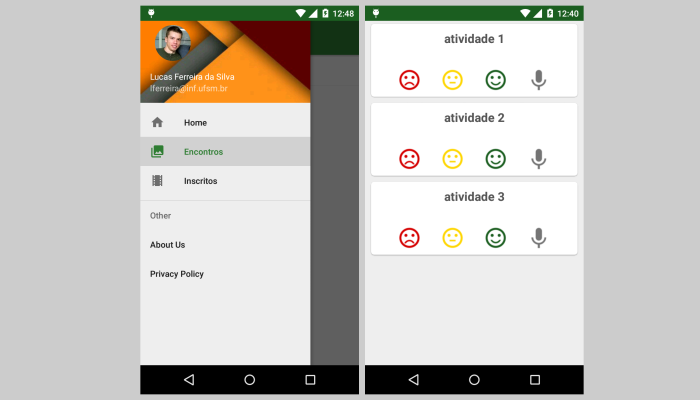 12:48
Lucas Ferreira da Silva
lferreira@inf.ufsm.br
Home
Encontros
Inscritos
Other
About Us
Privacy Policy
12:40
atividade 1
atividade 2
atividade 3